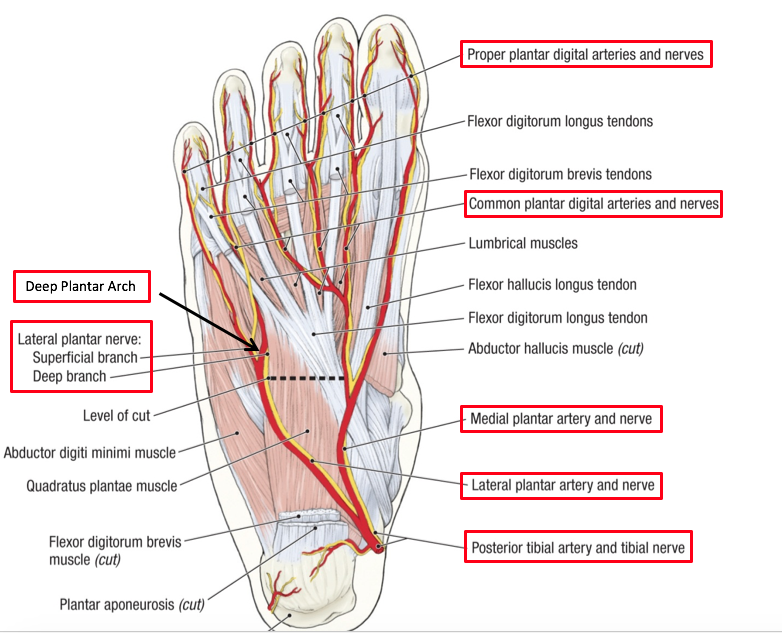 Proper plantar digital arteries and nerves
Flexor digitorum longus tendons
Flexor digitorum brevis tendons
Common plantar digital arteries and nerves
Lumbrical muscles
Deep Plantar Arch
Flexor hallucis longus tendon
Flexor digitorum longus tendon
Lateral plantar nerve:
Superficial branch
Deep branch
Abductor hallucis muscle (cut)
Level of cut
Medial plantar artery and nerve
Abductor digiti minimi muscle
Quadratus plantae muscle
Lateral plantar artery and nerve
Flexor digitorum brevis
muscle (cut)
Posterior tibial artery and tibial nerve
Plantar aponeurosis (cut)